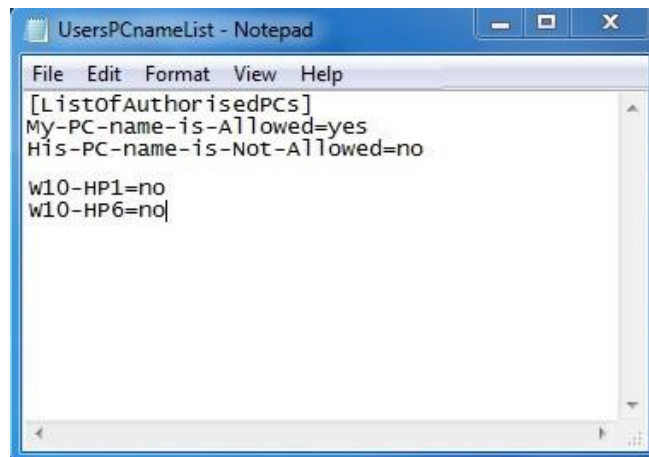 UsersPCnameList - Notepad
File Edit Format View Help
[ListOfAuthorisedPCs]
My-PC-name-is-Allowed=yes
His-PC-name-is-Not-Allowed=no
W10-HP1=no
W10-HP6=no